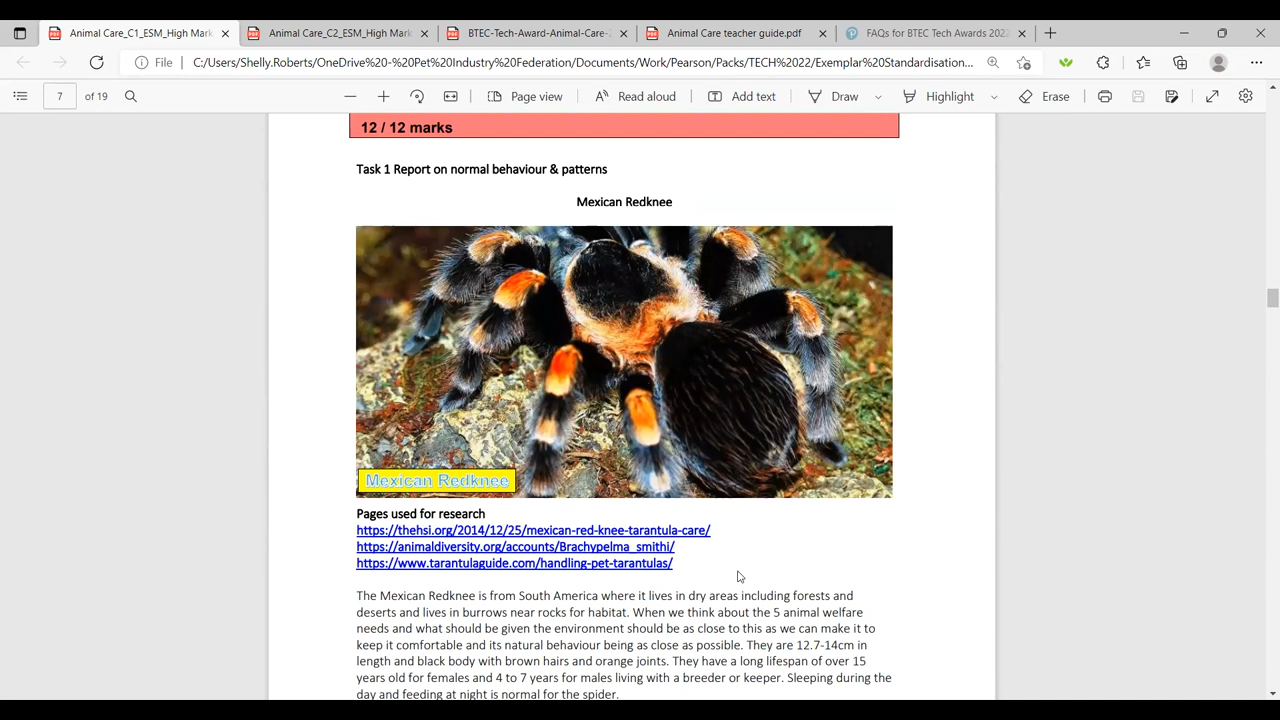 Animal Care_C1_ESM_High Mark
Animal Care_C2_ESM_High Mark
BTEC-Tech-Award-Animal-Care-2
Animal Care teacher guide.pdf
FAQs for BTEC Tech Awards 2022
File
C:/Users/Shelly.Roberts/OneDrive%20-%20Pet%20Industry%20Federation/Documents/Work/Pearson/Packs/TECH%2022/Exemplar%20Standardisation...
7 of 19
Page view
Read aloud
Add text
Draw
Highlight
Erase
12 / 12 marks
Task 1 Report on normal behaviour & patterns
Mexican Redknee
Mexican Redknee
Pages used for research
https://thehsi.org/2014/12/25/mexican-red-knee-tarantula-care/
https://animaldiversity.org/accounts/Brachypelma_smithi/
https://www.tarantulaguide.com/handling-pet-tarantulas/
The Mexican Redknee is from South America where it lives in dry areas including forests and
deserts and lives in burrows near rocks for habitat. When we think about the 5 animal welfare
needs and what should be given the environment should be as close to this as we can make it to
keep it comfortable and its natural behaviour being as close as possible. They are 12.7-14cm in
length and black body with brown hairs and orange joints. They have a long lifespan of over 15
years old for females and 4 to 7 years for males living with a breeder or keeper. Sleeping during the
day and feeding at night is normal for the spider.